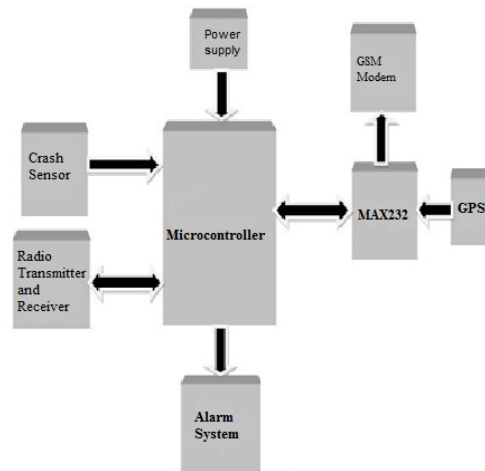 Power
supply
GSM
Modem
Crash
Sensor
Microcontroller
MAX232
GPS
Radio
Transmitter
and
Receiver
Alarm
System